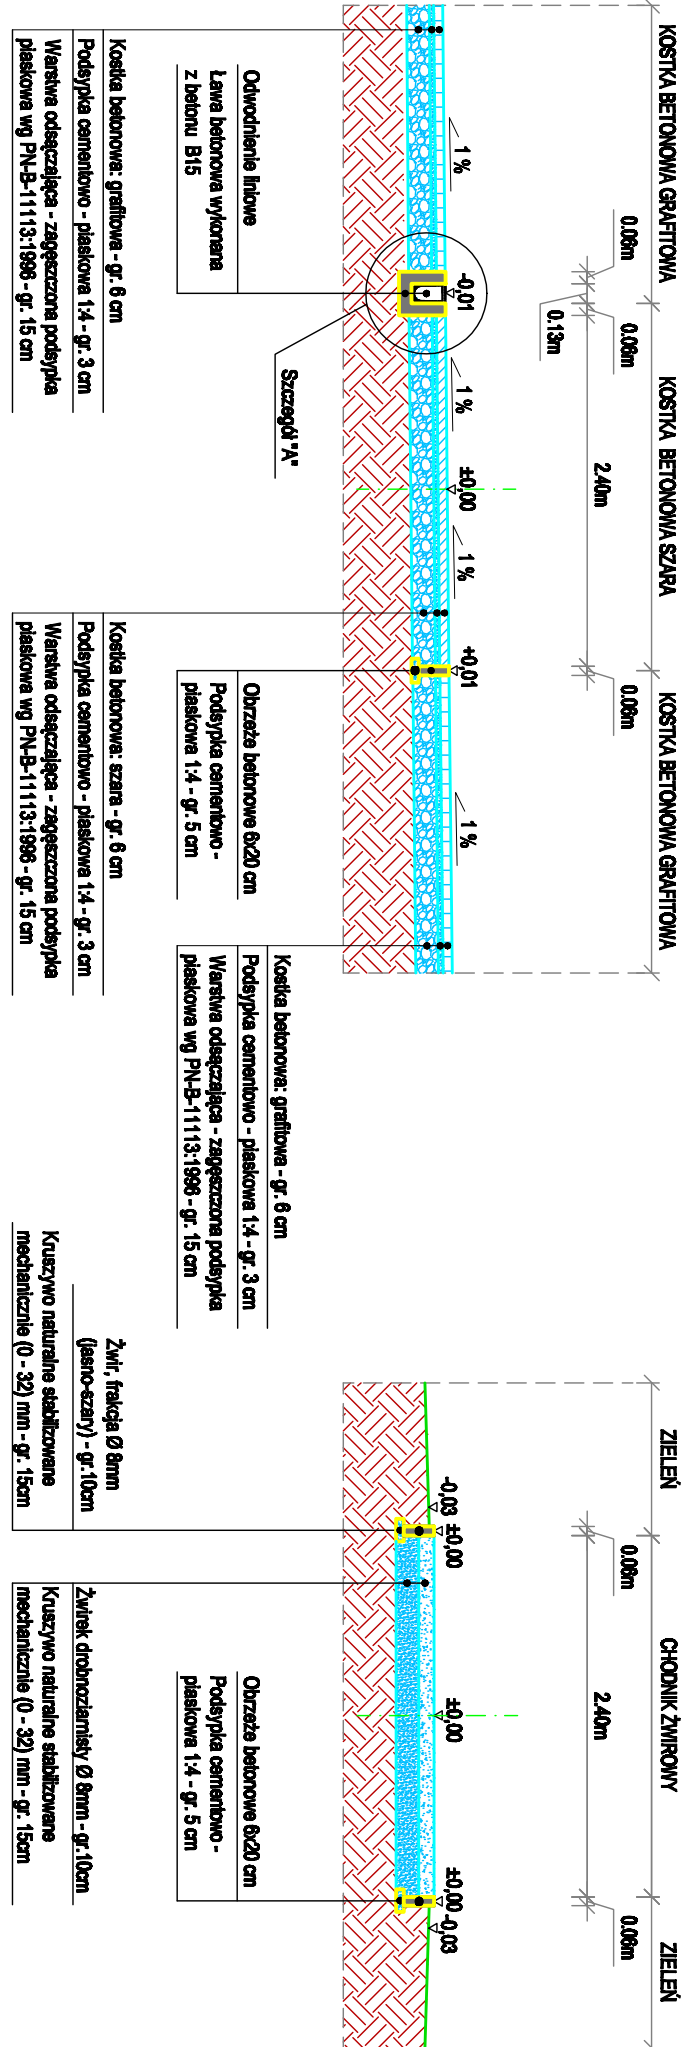 KOSTKA BETONOWA GRAFITOWA
KOSTKA BETONOWA SZARA
KOSTKA BETONOWA GRAFITOWA
0.06m
0.06m
0.13m
2.40m
0.06m
1 %
-0,01
1 %
±0,00
1 %
+0,01
1 %
Szczegół "A"
Odwodnienie liniowe
Ława betonowa wykonana
z betonu B15
Kostka betonowa: grafitowa - gr. 6 cm
Podsypka cementowo - piaskowa 1:4 - gr. 3 cm
Warstwa odsączająca - zagęszczona podsypka
piaskowa wg PN-B-11113:1996 - gr. 15 cm
Obrzeże betonowe 6x20 cm
Podsypka cementowo -
piaskowa 1:4 - gr. 5 cm
Kostka betonowa: szara - gr. 6 cm
Podsypka cementowo - piaskowa 1:4 - gr. 3 cm
Warstwa odsączająca - zagęszczona podsypka
piaskowa wg PN-B-11113:1996 - gr. 15 cm
Kostka betonowa: grafitowa - gr. 6 cm
Podsypka cementowo - piaskowa 1:4 - gr. 3 cm
Warstwa odsączająca - zagęszczona podsypka
piaskowa wg PN-B-11113:1996 - gr. 15 cm
ZIELEŃ
CHODNIK ŻWIROWY
ZIELEŃ
0.06m
2.40m
0.06m
-0,03
±0,00
±0,00
±0,00
-0,03
Żwir, frakcja Ø 8mm
(jasno-szary) - gr.10cm
Kruszywo naturalne stabilizowane
mechanicznie (0 - 32) mm - gr. 15cm
Obrzeże betonowe 6x20 cm
Podsypka cementowo -
piaskowa 1:4 - gr. 5 cm
Żwirek drobnoziarnisty Ø 8mm - gr.10cm
Kruszywo naturalne stabilizowane
mechanicznie (0 - 32) mm - gr. 15cm